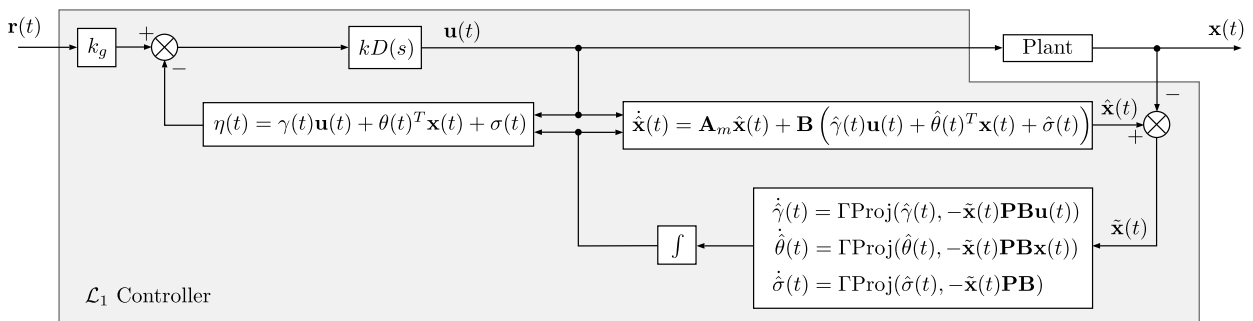 r(t)
k_g
+
−
kD(s)
u(t)
Plant
x(t)
−
+
η(t) = γ(t)u(t) + θ(t)^T x(t) + σ(t)
ẋ̂(t) = A_m x̂(t) + B (γ̂(t)u(t) + θ̂(t)^T x(t) + σ̂(t))
x̂(t)
γ̂̇(t) = ΓProj(γ̂(t), -x̃(t)PBu(t))
θ̂̇(t) = ΓProj(θ̂(t), -x̃(t)PBx(t))
σ̂̇(t) = ΓProj(σ̂(t), -x̃(t)PB)
∫
x̃(t)
ℒ₁ Controller